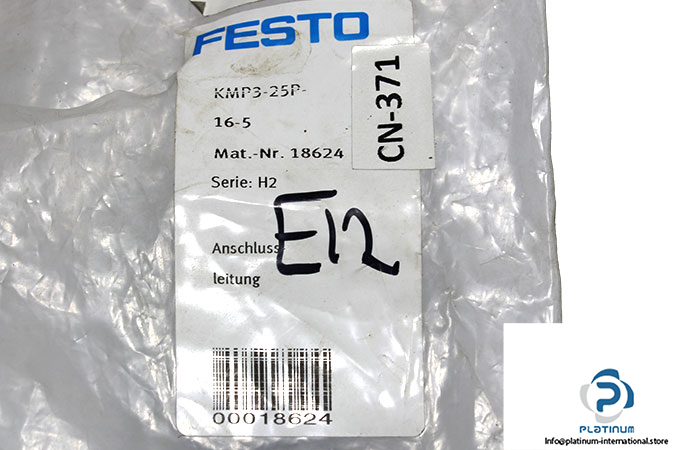 FESTO
KMP3-25P-
16-5
Mat.-Nr. 18624
Serie: H2
Anschluss-
leitung
00018624
CN-371
E12
PLATINUM
Info@platinum-international.store